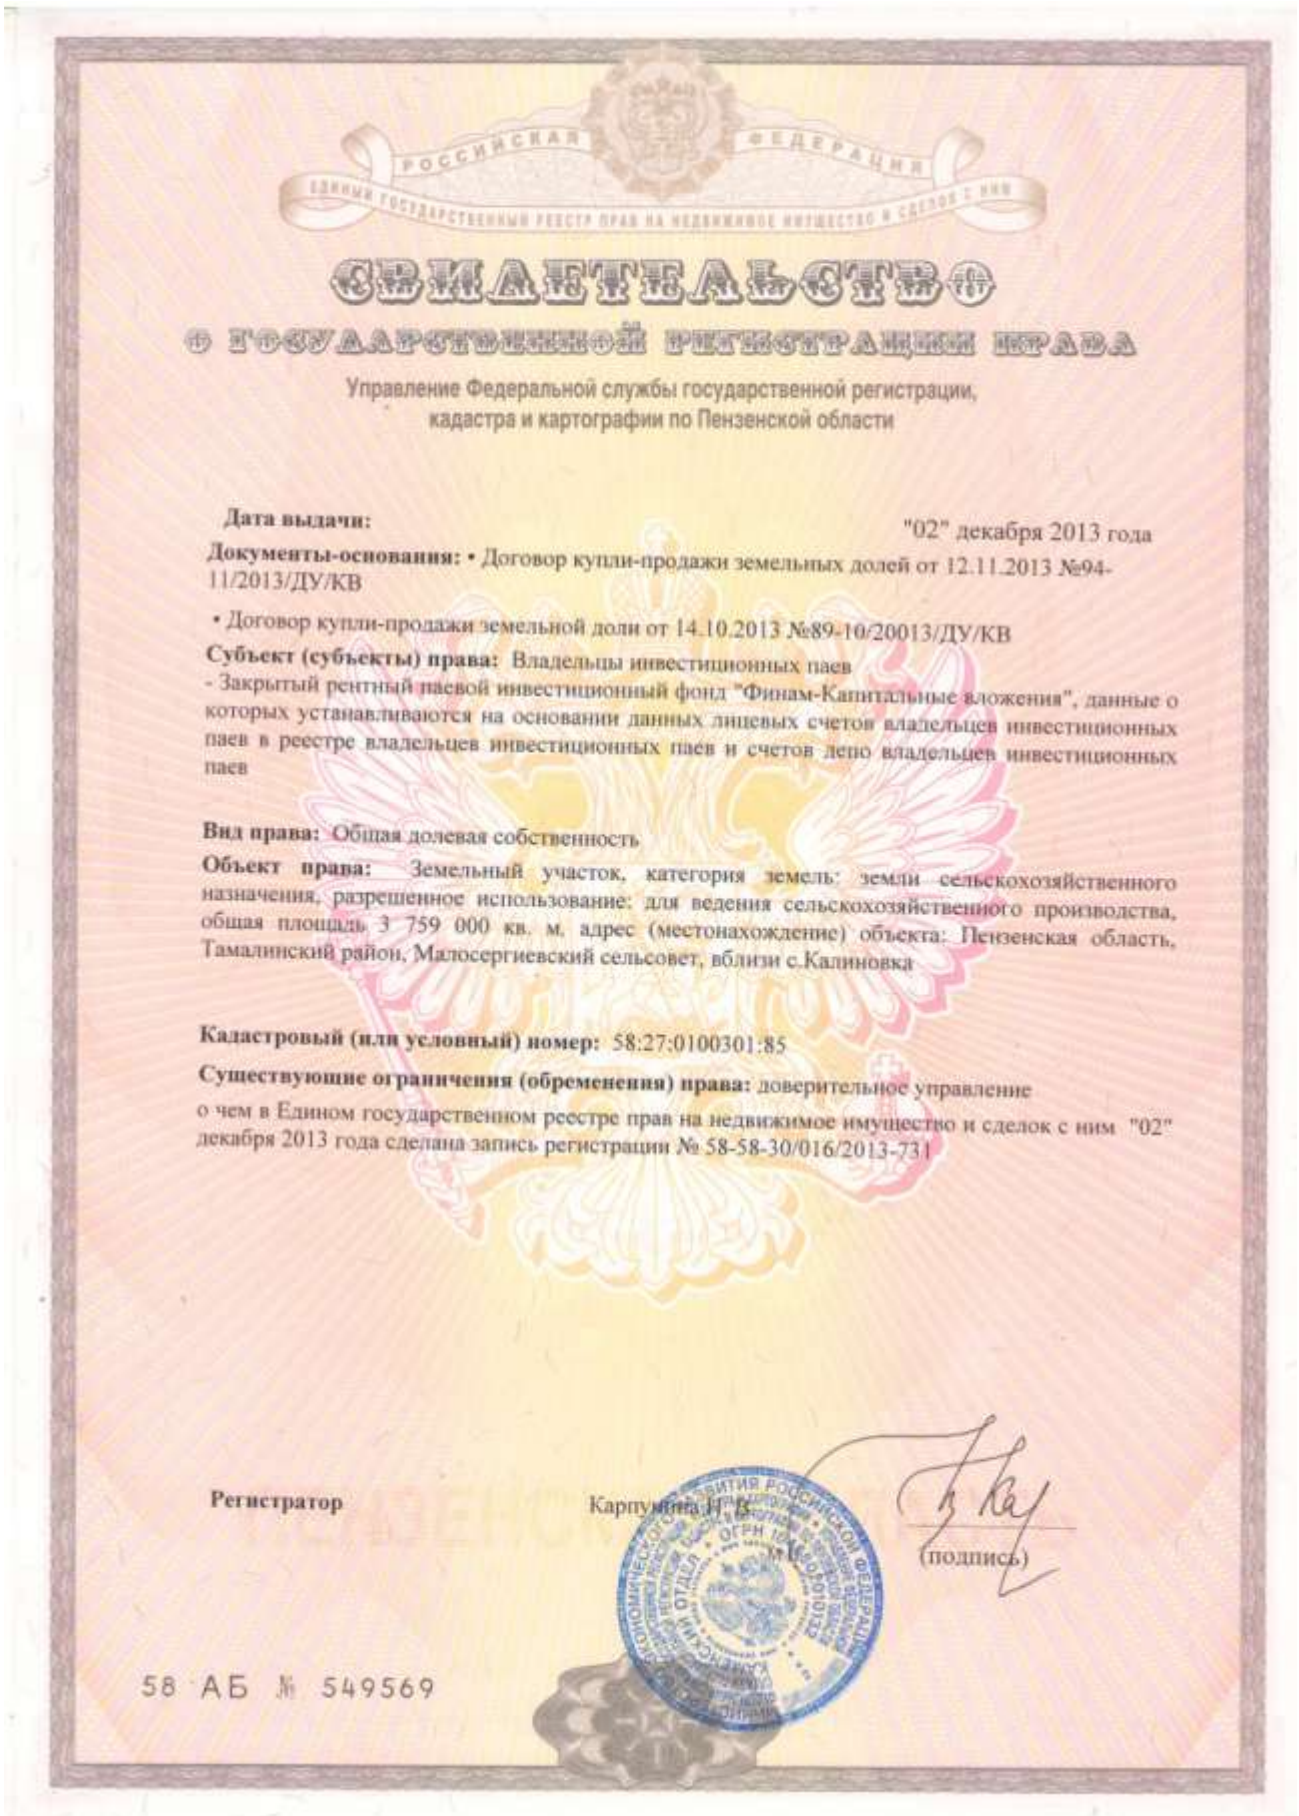 РОССИЙСКАЯ ФЕДЕРАЦИЯ
ЕДИНЫЙ ГОСУДАРСТВЕННЫЙ РЕЕСТР ПРАВ НА НЕДВИЖИМОЕ ИМУЩЕСТВО И СДЕЛОК С НИМ
СВИДЕТЕЛЬСТВО
О ГОСУДАРСТВЕННОЙ РЕГИСТРАЦИИ ПРАВА
Управление Федеральной службы государственной регистрации,
кадастра и картографии по Пензенской области
Дата выдачи:
"02" декабря 2013 года
Документы-основания: • Договор купли-продажи земельных долей от 12.11.2013 №94-
11/2013/ДУ/КВ
• Договор купли-продажи земельной доли от 14.10.2013 №89-10/20013/ДУ/КВ
Субъект (субъекты) права: Владельцы инвестиционных паев
- Закрытый рентный паевой инвестиционный фонд "Финам-Капитальные вложения", данные о
которых устанавливаются на основании данных лицевых счетов владельцев инвестиционных
паев в реестре владельцев инвестиционных паев и счетов депо владельцев инвестиционных
паев
Вид права: Общая долевая собственность
Объект права: Земельный участок, категория земель: земли сельскохозяйственного
назначения, разрешенное использование: для ведения сельскохозяйственного производства,
общая площадь 3 759 000 кв. м, адрес (местонахождение) объекта: Пензенская область,
Тамалинский район, Малосергиевский сельсовет, вблизи с.Калиновка
Кадастровый (или условный) номер: 58:27:0100301:85
Существующие ограничения (обременения) права: доверительное управление
о чем в Едином государственном реестре прав на недвижимое имущество и сделок с ним "02"
декабря 2013 года сделана запись регистрации № 58-58-30/016/2013-731
Регистратор
Карпунина Н. В.
(подпись)
КАМЕНСКИЙ ОТДЕЛ
58 АБ № 549569